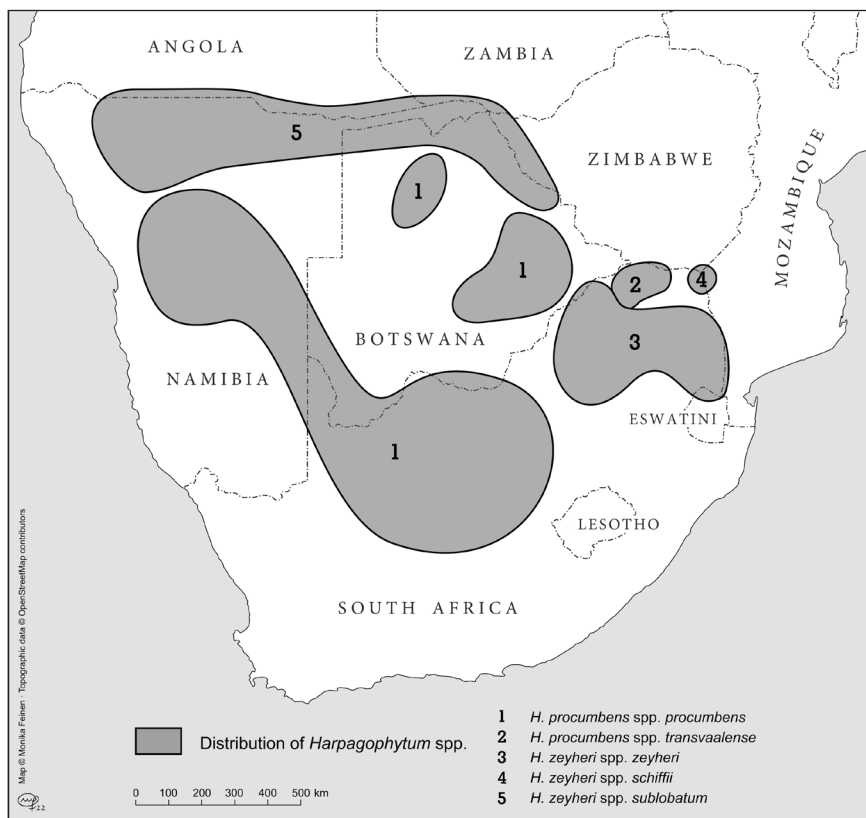 ANGOLA
ZAMBIA
5
ZIMBABWE
MOZAMBIQUE
1
1
2
4
3
BOTSWANA
NAMIBIA
ESWATINI
1
LESOTHO
SOUTH AFRICA
Map © Monika Feinen · Topographic data © OpenStreetMap contributors
Distribution of Harpagophytum spp.
0 100 200 300 400 500 km
1 H. procumbens spp. procumbens
2 H. procumbens spp. transvaalense
3 H. zeyheri spp. zeyheri
4 H. zeyheri spp. schiffii
5 H. zeyheri spp. sublobatum
22